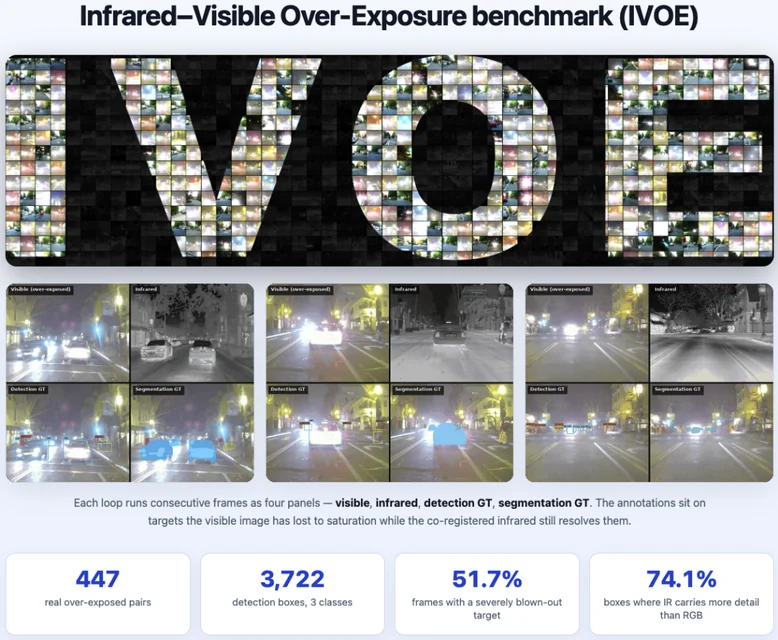 Infrared–Visible Over-Exposure benchmark (IVOE)
IVOE
Visible (over-exposed)
Infrared
Visible (over-exposed)
Infrared
Visible (over-exposed)
Infrared
Detection GT
Segmentation GT
Detection GT
Segmentation GT
Detection GT
Segmentation GT
Each loop runs consecutive frames as four panels — visible, infrared, detection GT, segmentation GT. The annotations sit on
targets the visible image has lost to saturation while the co-registered infrared still resolves them.
447
real over-exposed pairs
3,722
detection boxes, 3 classes
51.7%
frames with a severely blown-out
target
74.1%
boxes where IR carries more detail
than RGB